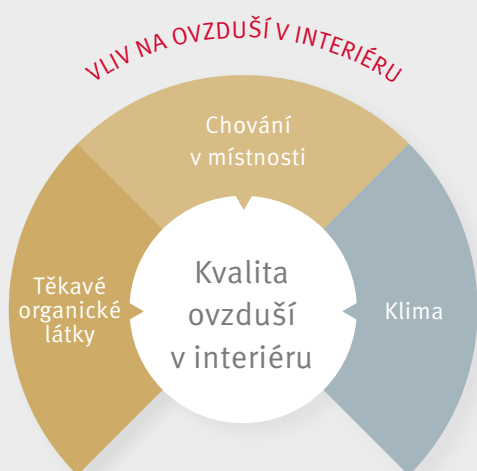 VLIV NA OVZDUŠÍ V INTERIÉRU
Chování
v místnosti
Těkavé
organické
látky
Kvalita
ovzduší
v interiéru
Klima